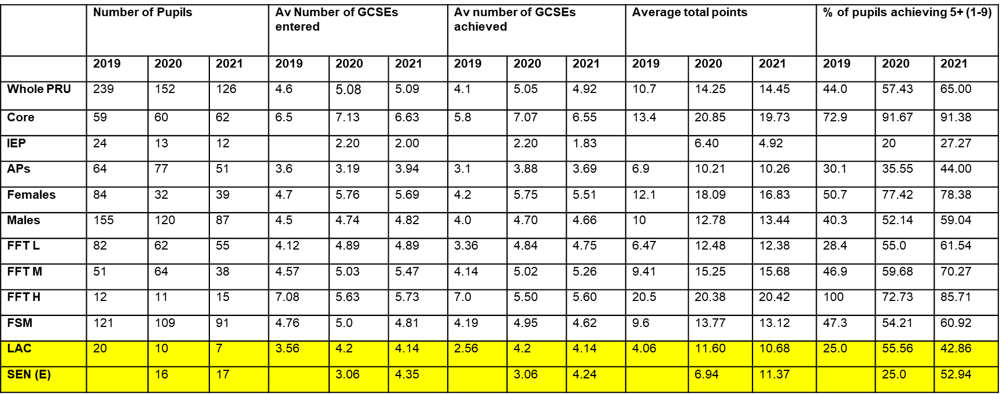 Number of Pupils Av Number of GCSEs entered Av number of GCSEs achieved Average total points % of pupils achieving 5+ (1-9)
2019 2020 2021 2019 2020 2021 2019 2020 2021 2019 2020 2021 2019 2020 2021
Whole PRU 239 152 126 4.6 5.08 5.09 4.1 5.05 4.92 10.7 14.25 14.45 44.0 57.43 65.00
Core 59 60 62 6.5 7.13 6.63 5.8 7.07 6.55 13.4 20.85 19.73 72.9 91.67 91.38
IEP 24 13 12 2.20 2.00 2.20 1.83 6.40 4.92 20 27.27
APs 64 77 51 3.6 3.19 3.94 3.1 3.88 3.69 6.9 10.21 10.26 30.1 35.55 44.00
Females 84 32 39 4.7 5.76 5.69 4.2 5.75 5.51 12.1 18.09 16.83 50.7 77.42 78.38
Males 155 120 87 4.5 4.74 4.82 4.0 4.70 4.66 10 12.78 13.44 40.3 52.14 59.04
FFT L 82 62 55 4.12 4.89 4.89 3.36 4.84 4.75 6.47 12.48 12.38 28.4 55.0 61.54
FFT M 51 64 38 4.57 5.03 5.47 4.14 5.02 5.26 9.41 15.25 15.68 46.9 59.68 70.27
FFT H 12 11 15 7.08 5.63 5.73 7.0 5.50 5.60 20.5 20.38 20.42 100 72.73 85.71
FSM 121 109 91 4.76 5.0 4.81 4.19 4.95 4.62 9.6 13.77 13.12 47.3 54.21 60.92
LAC 20 10 7 3.56 4.2 4.14 2.56 4.2 4.14 4.06 11.60 10.68 25.0 55.56 42.86
SEN (E) 16 17 3.06 4.35 3.06 4.24 6.94 11.37 25.0 52.94